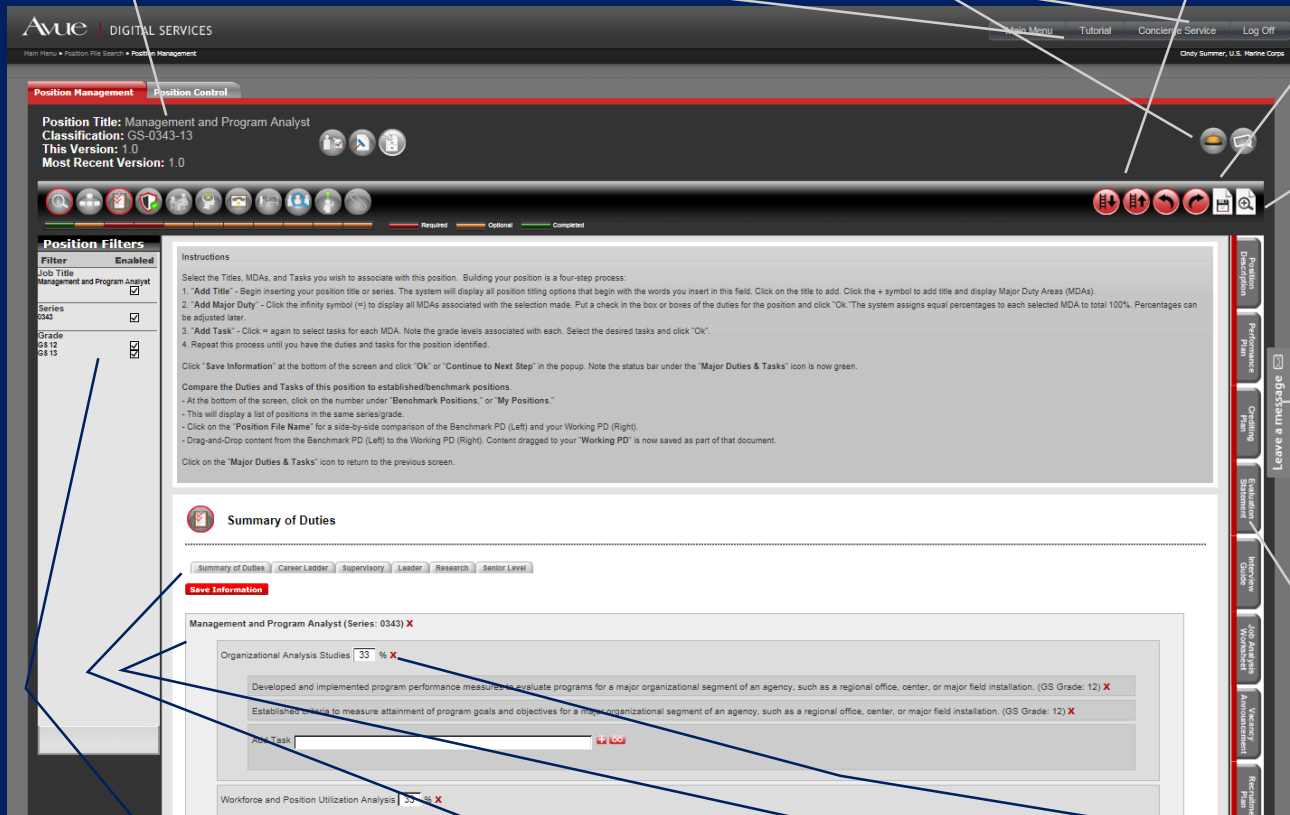 AVUE DIGITAL SERVICES
Main Menu Tutorial Concierge Service Log Off
Main Menu ▸ Position File Search ▸ Position Management
Cindy Summer, U.S. Marine Corps
Position Management Position Control
Position Title: Management and Program Analyst
Classification: GS-0343-13
This Version: 1.0
Most Recent Version: 1.0
Required Optional Completed
Position Filters
Filter Enabled
Job Title
Management and Program Analyst
Series
0343
Grade
GS 12
GS 13
Instructions
Select the Titles, MDAs, and Tasks you wish to associate with this position. Building your position is a four-step process:
1. "Add Title" - Begin inserting your position title or series. The system will display all position titling options that begin with the words you insert in this field. Click on the title to add. Click the + symbol to add title and display Major Duty Areas (MDAs).
2. "Add Major Duty" - Click the infinity symbol (∞) to display all MDAs associated with the selection made. Put a check in the box or boxes of the duties for the position and click "Ok."The system assigns equal percentages to each selected MDA to total 100%. Percentages can
be adjusted later.
3. "Add Task" - Click ∞ again to select tasks for each MDA. Note the grade levels associated with each. Select the desired tasks and click "Ok".
4. Repeat this process until you have the duties and tasks for the position identified.
Click "Save Information" at the bottom of the screen and click "Ok" or "Continue to Next Step" in the popup. Note the status bar under the "Major Duties & Tasks" icon is now green.
Compare the Duties and Tasks of this position to established/benchmark positions.
- At the bottom of the screen, click on the number under "Benchmark Positions," or "My Positions."
- This will display a list of positions in the same series/grade.
- Click on the "Position File Name" for a side-by-side comparison of the Benchmark PD (Left) and your Working PD (Right).
- Drag-and-Drop content from the Benchmark PD (Left) to the Working PD (Right). Content dragged to your "Working PD" is now saved as part of that document.
Click on the "Major Duties & Tasks" icon to return to the previous screen.
Summary of Duties
Summary of Duties Career Ladder Supervisory Leader Research Senior Level
Save Information
Management and Program Analyst (Series: 0343) X
Organizational Analysis Studies 33 % X
Developed and implemented program performance measures to evaluate programs for a major organizational segment of an agency, such as a regional office, center, or major field installation. (GS Grade: 12) X
Established criteria to measure attainment of program goals and objectives for a major organizational segment of an agency, such as a regional office, center, or major field installation. (GS Grade: 12) X
Add Task
Workforce and Position Utilization Analysis 33 % X
Position Description
Performance Plan
Crediting Plan
Evaluation Statement
Interview Guide
Job Analysis Worksheet
Vacancy Announcement
Recruitme
Plan
Leave a message